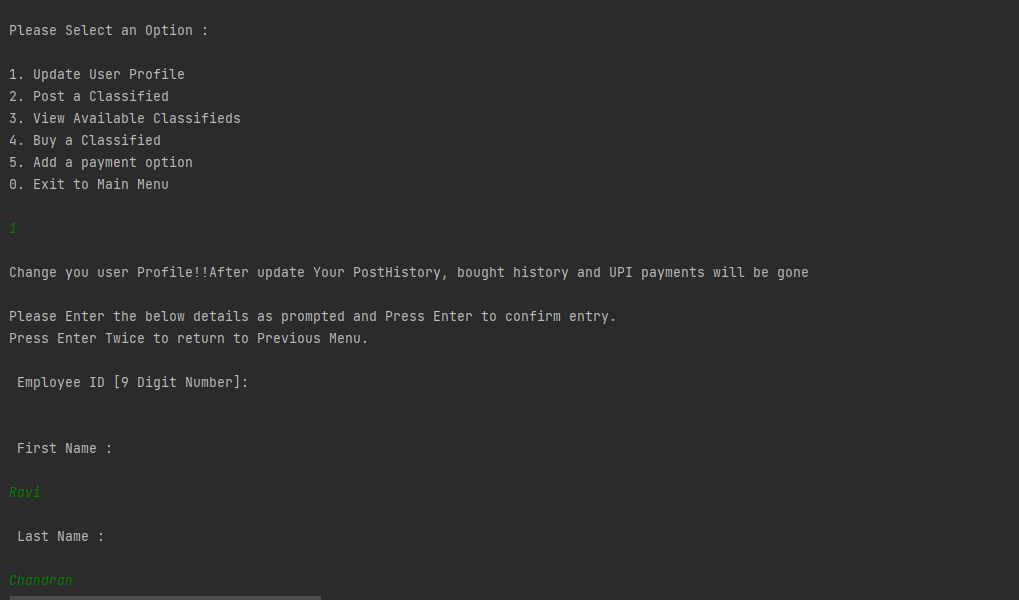 Please Select an Option :
1. Update User Profile
2. Post a Classified
3. View Available Classifieds
4. Buy a Classified
5. Add a payment option
0. Exit to Main Menu
1
Change you user Profile!!After update Your PostHistory, bought history and UPI payments will be gone
Please Enter the below details as prompted and Press Enter to confirm entry.
Press Enter Twice to return to Previous Menu.
Employee ID [9 Digit Number]:
First Name :
Ravi
Last Name :
Chandran